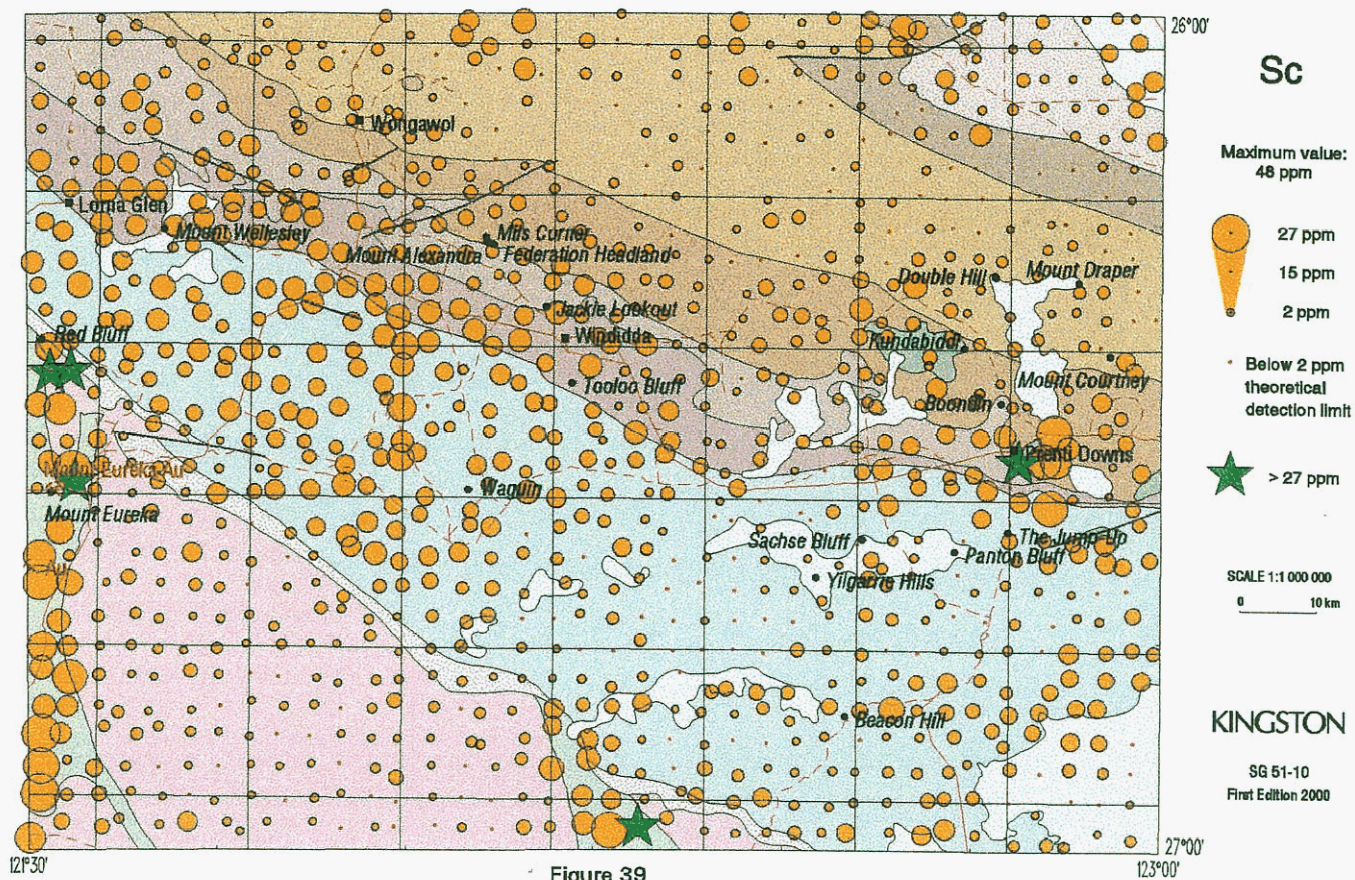 26°00'
Sc
Maximum value:
48 ppm
27 ppm
15 ppm
2 ppm
Below 2 ppm
theoretical
detection limit
> 27 ppm
SCALE 1:1 000 000
0 10 km
KINGSTON
SG 51-10
First Edition 2000
Wongawol
Lorna Glen
Mount Wellesley
Mount Alexandra
Federation Headland
Double Hill
Mount Draper
Jackie Lookout
Red Bluff
Windidda
Kundabiddi
Tooloo Bluff
Mount Courtney
Boondin
Prenti Downs
Mount Eureka Au
Mount Eureka
Waguin
Au
Sachse Bluff
The Jump-Up
Panton Bluff
Yilgarrie Hills
Beacon Hill
121°30'
Figure 39
27°00'
123°00'